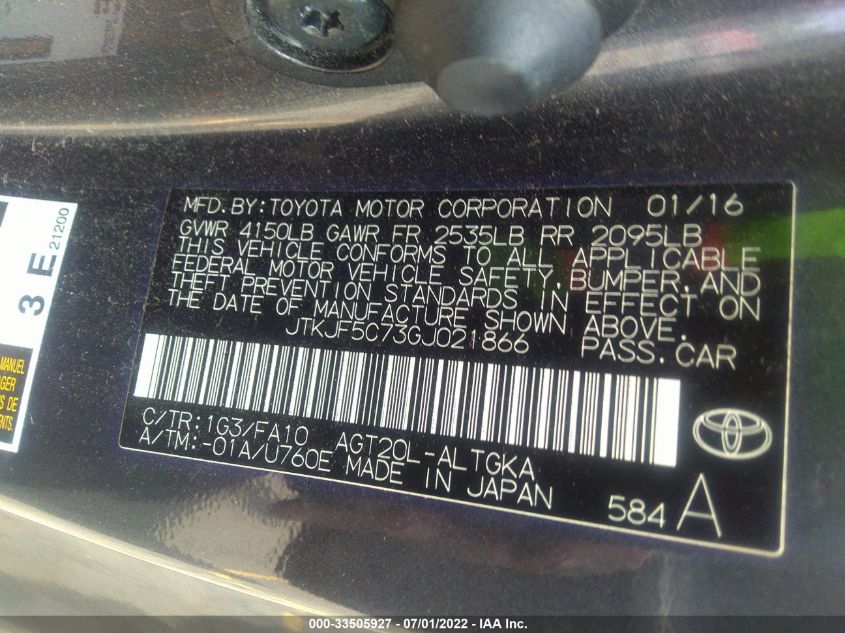 MFD.BY:TOYOTA MOTOR CORPORATION 01/16
GVWR 4150LB GAWR FR 2535LB RR 2095LB
THIS VEHICLE CONFORMS TO ALL APPLICABLE
FEDERAL MOTOR VEHICLE SAFETY,BUMPER,AND
THEFT PREVENTION STANDARDS IN EFFECT ON
THE DATE OF MANUFACTURE SHOWN ABOVE.
JTKJF5C73GJ021866 PASS.CAR
C/TR:1G3/FA10 AGT20L-ALTGKA
A/TM:-01A/U760E MADE IN JAPAN
584 A
3 E
21200
MANUEL
000-33505927 - 07/01/2022 - IAA Inc.